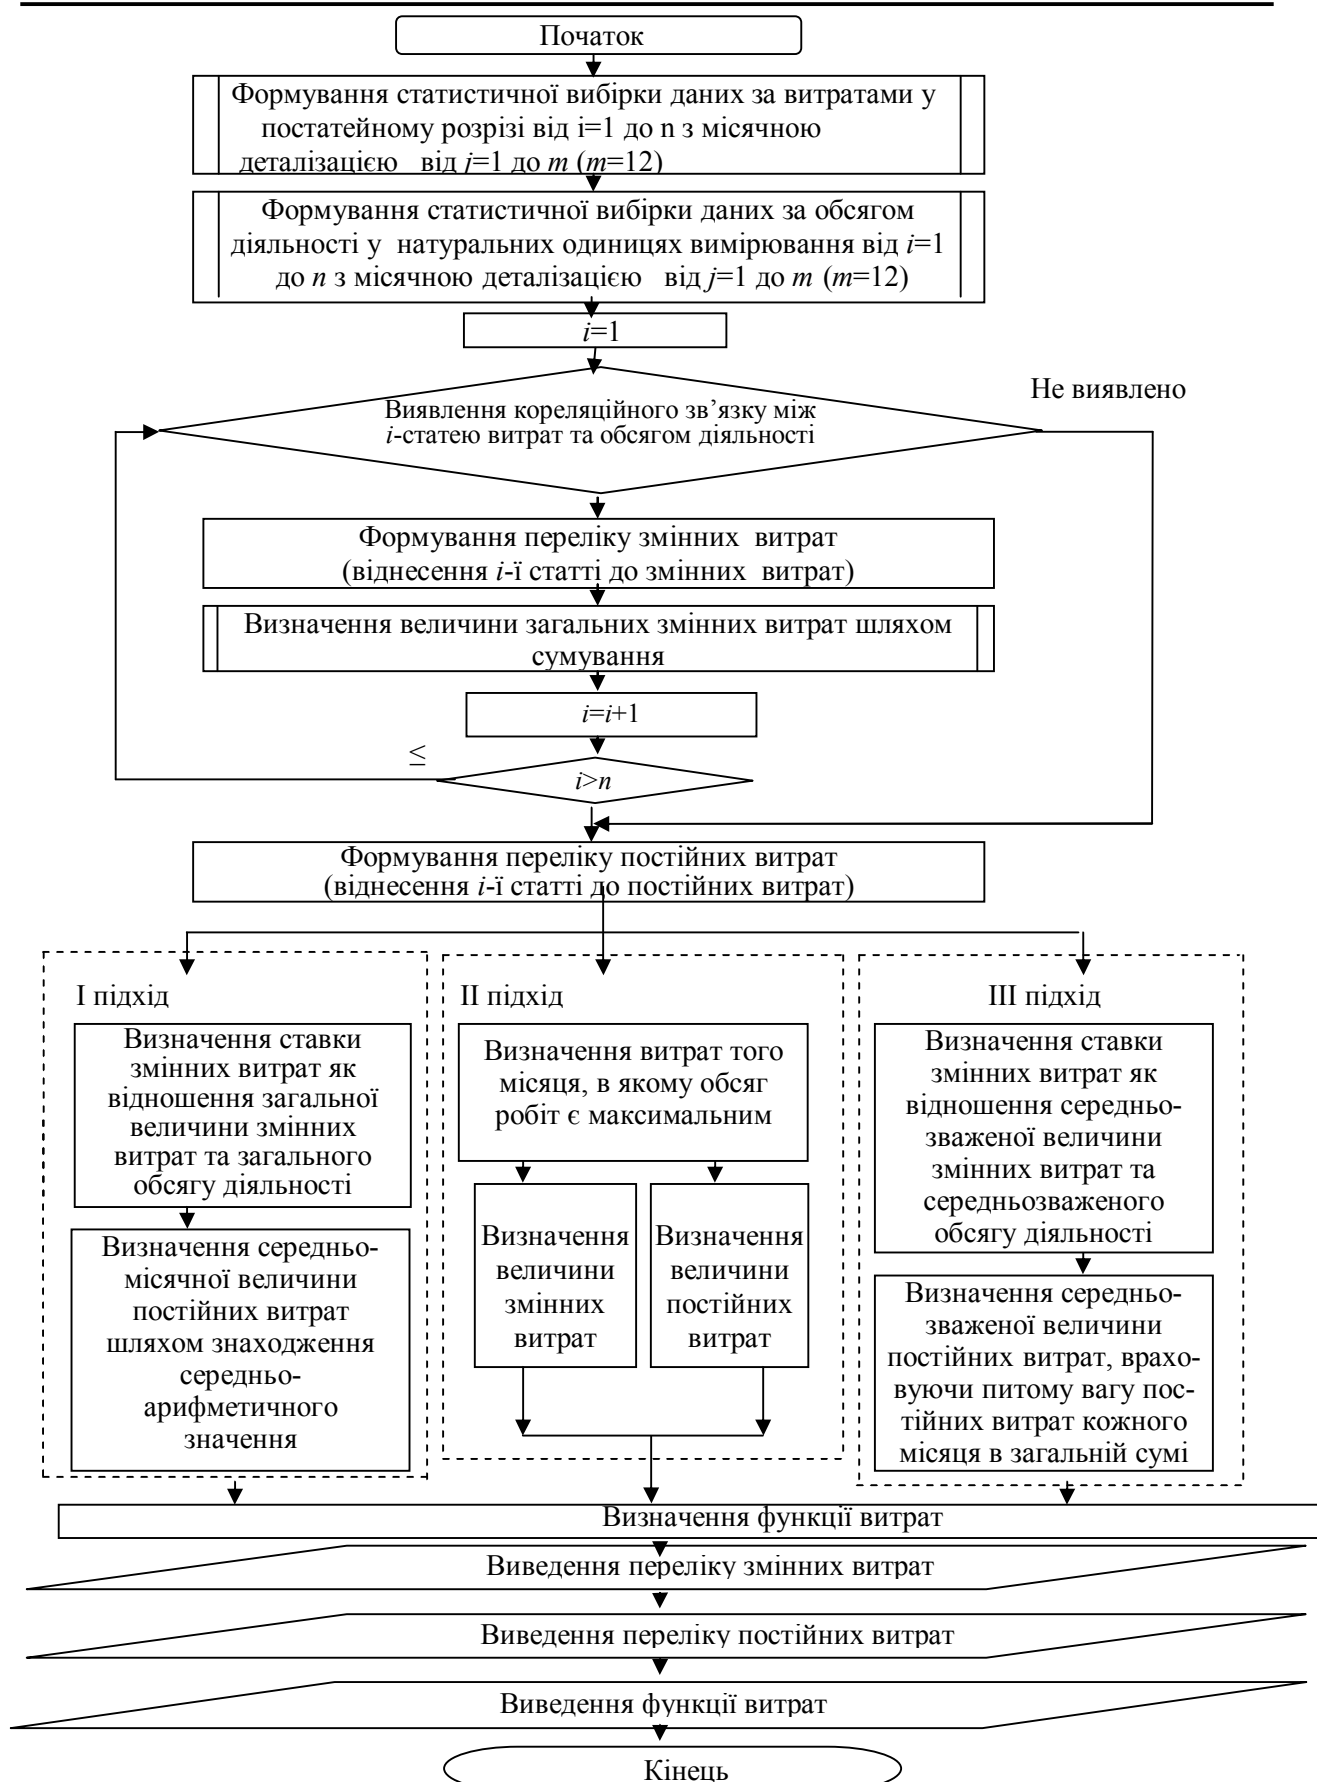 Початок
Формування статистичної вибірки даних за витратами у
постатейному розрізі від i=1 до n з місячною
деталізацією від j=1 до m (m=12)
Формування статистичної вибірки даних за обсягом
діяльності у натуральних одиницях вимірювання від i=1
до n з місячною деталізацією від j=1 до m (m=12)
i=1
Не виявлено
Виявлення кореляційного зв’язку між
i-статею витрат та обсягом діяльності
Формування переліку змінних витрат
(віднесення i-ї статті до змінних витрат)
Визначення величини загальних змінних витрат шляхом
сумування
i=i+1
≤
i>n
Формування переліку постійних витрат
(віднесення i-ї статті до постійних витрат)
І підхід
Визначення ставки
змінних витрат як
відношення загальної
величини змінних
витрат та загального
обсягу діяльності
Визначення середньо-
місячної величини
постійних витрат
шляхом знаходження
середньо-
арифметичного
значення
ІІ підхід
Визначення витрат того
місяця, в якому обсяг
робіт є максимальним
Визначення
величини
змінних
витрат
Визначення
величини
постійних
витрат
ІІІ підхід
Визначення ставки
змінних витрат як
відношення середньо-
зваженої величини
змінних витрат та
середньозваженого
обсягу діяльності
Визначення середньо-
зваженої величини
постійних витрат, врахо-
вуючи питому вагу пос-
тійних витрат кожного
місяця в загальній сумі
Визначення функції витрат
Виведення переліку змінних витрат
Виведення переліку постійних витрат
Виведення функції витрат
Кінець